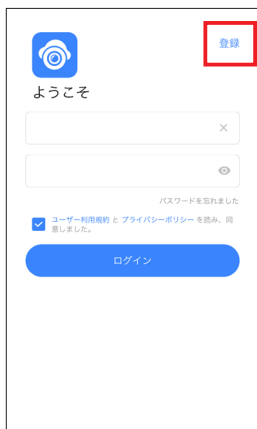 登録
ようこそ
パスワードを忘れました
ユーザー利用規約 と プライバシーポリシー を読み、同
意しました。
ログイン